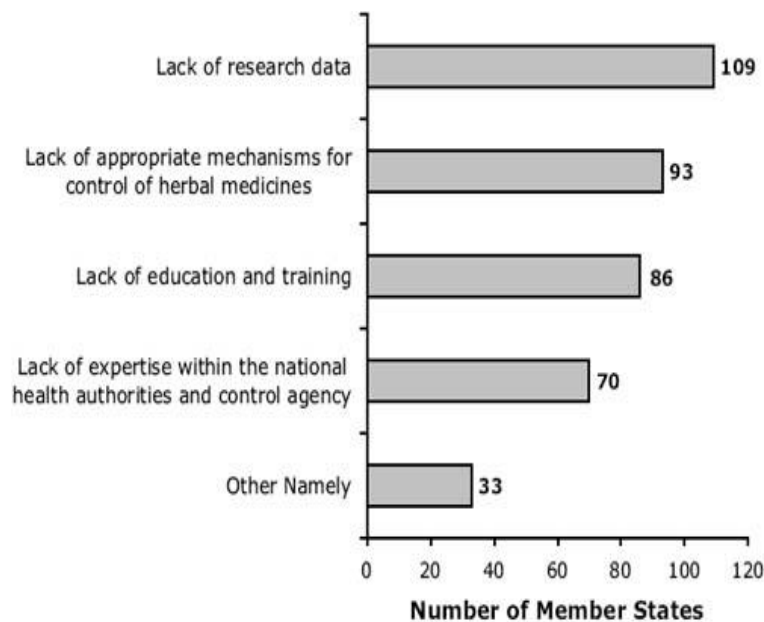 Lack of research data
109
Lack of appropriate mechanisms for
control of herbal medicines
93
Lack of education and training
86
Lack of expertise within the national
health authorities and control agency
70
Other Namely
33
0 20 40 60 80 100 120
Number of Member States